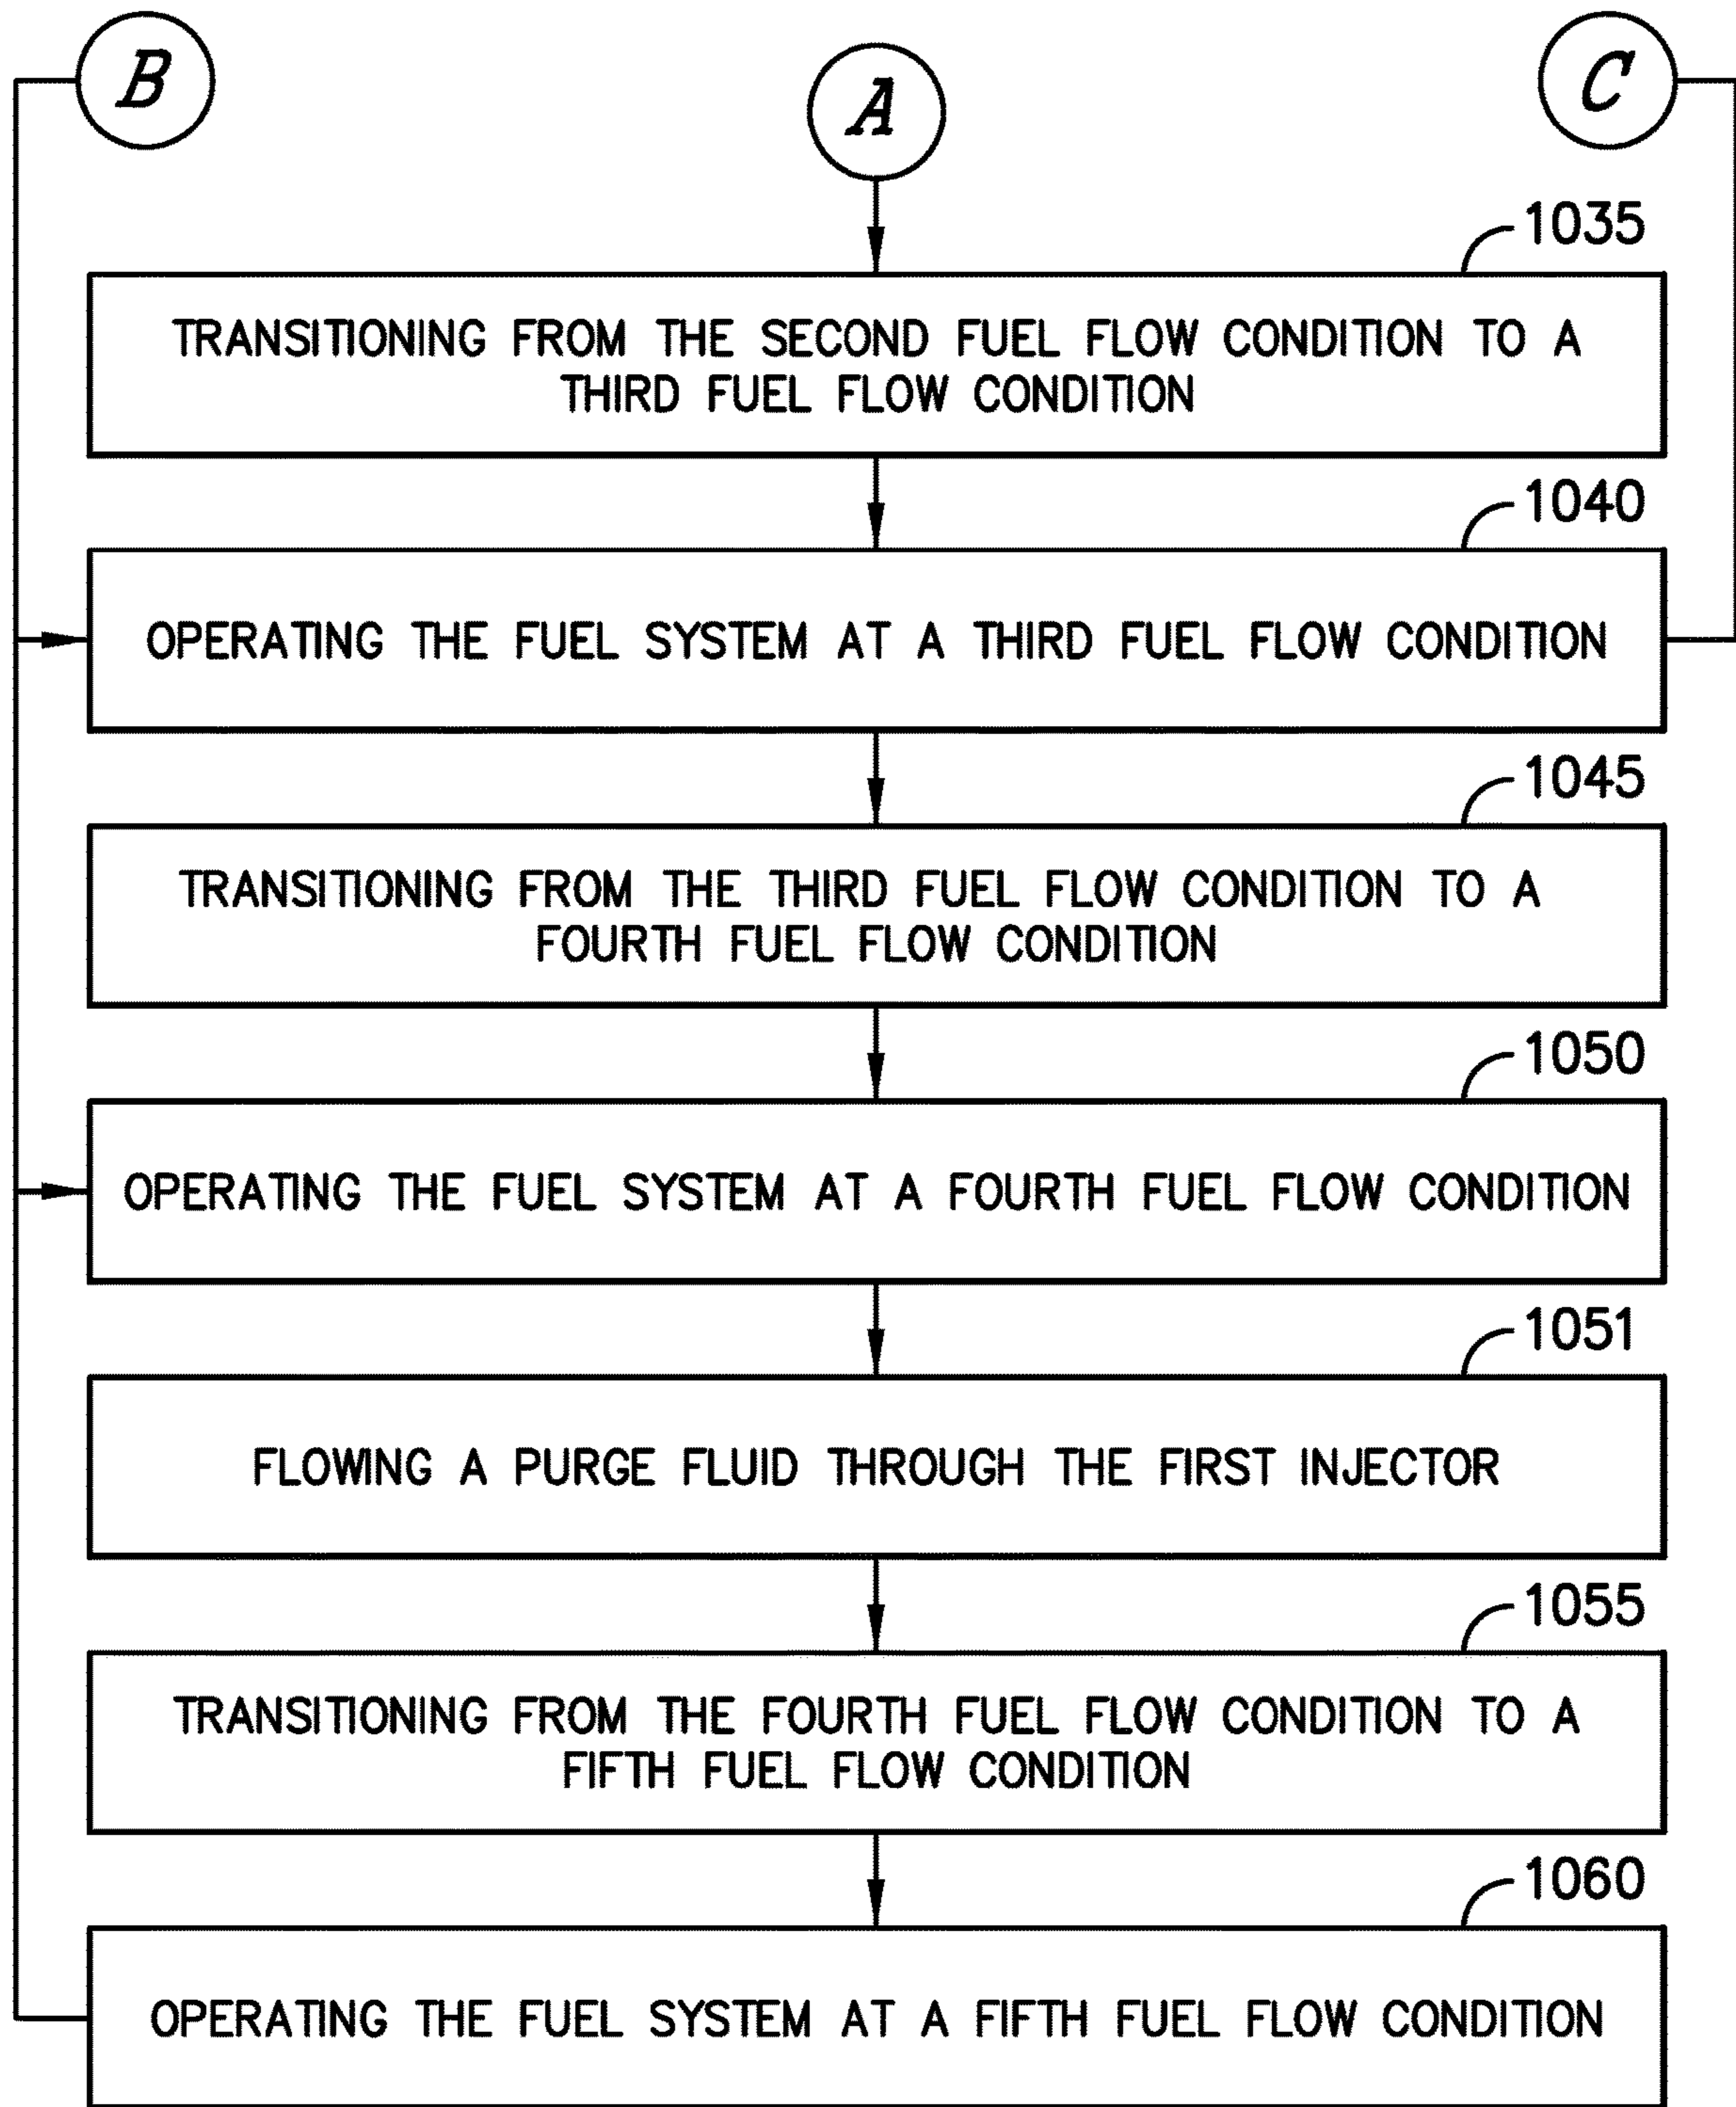 B
A
C
1035
TRANSITIONING FROM THE SECOND FUEL FLOW CONDITION TO A
THIRD FUEL FLOW CONDITION
1040
OPERATING THE FUEL SYSTEM AT A THIRD FUEL FLOW CONDITION
1045
TRANSITIONING FROM THE THIRD FUEL FLOW CONDITION TO A
FOURTH FUEL FLOW CONDITION
1050
OPERATING THE FUEL SYSTEM AT A FOURTH FUEL FLOW CONDITION
1051
FLOWING A PURGE FLUID THROUGH THE FIRST INJECTOR
1055
TRANSITIONING FROM THE FOURTH FUEL FLOW CONDITION TO A
FIFTH FUEL FLOW CONDITION
1060
OPERATING THE FUEL SYSTEM AT A FIFTH FUEL FLOW CONDITION